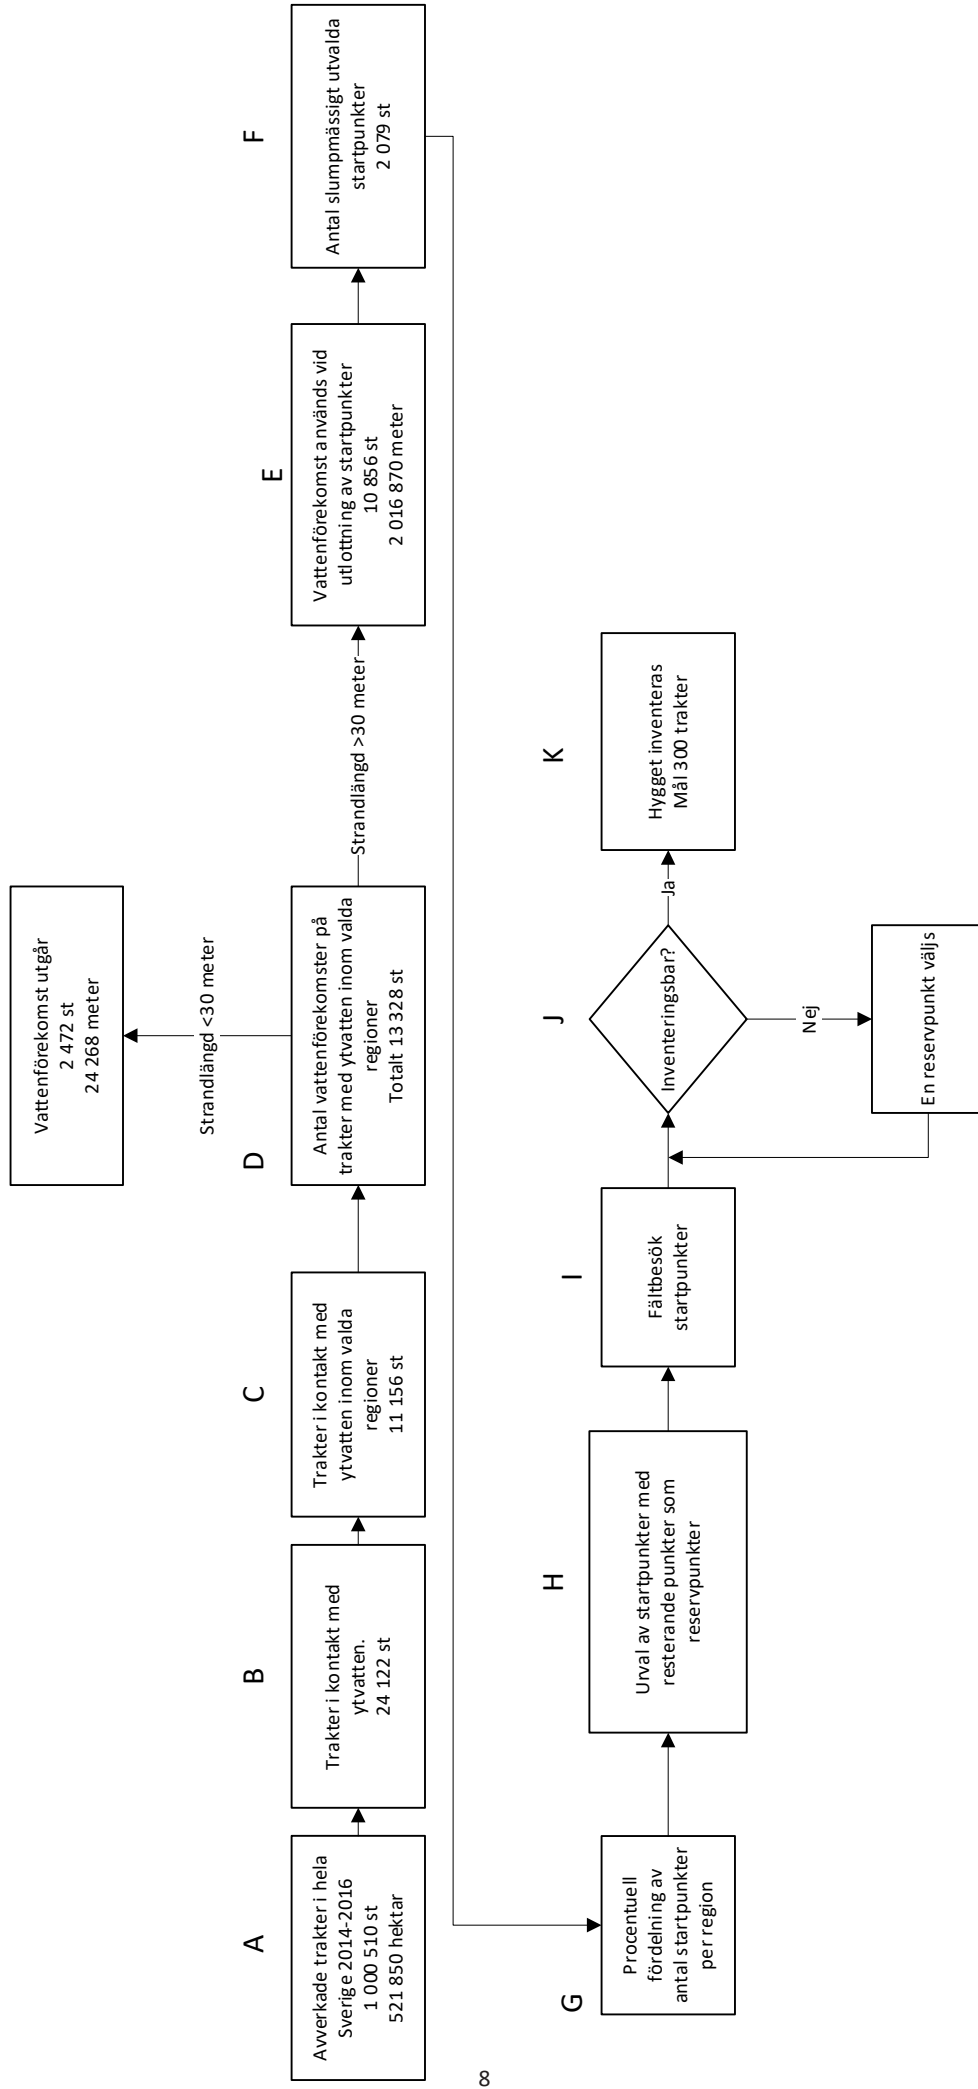 A
Avverkade trakter i hela
Sverige 2014-2016
1 000 510 st
521 850 hektar
B
Trakter i kontakt med
ytvatten.
24 122 st
C
Trakter i kontakt med
ytvatten inom valda
regioner
11 156 st
D
Antal vattenförekomster på
trakter med ytvatten inom valda
regioner
Totalt 13 328 st
Strandlängd <30 meter
Vattenförekomst utgår
2 472 st
24 268 meter
Strandlängd >30 meter
E
Vattenförekomst används vid
utlottning av startpunkter
10 856 st
2 016 870 meter
F
Antal slumpmässigt utvalda
startpunkter
2 079 st
G
Procentuell
fördelning av
antal startpunkter
per region
H
Urval av startpunkter med
resterande punkter som
reservpunkter
I
Fältbesök
startpunkter
J
Inventeringsbar?
Nej
En reservpunkt väljs
Ja
K
Hygget inventeras
Mål 300 trakter
8